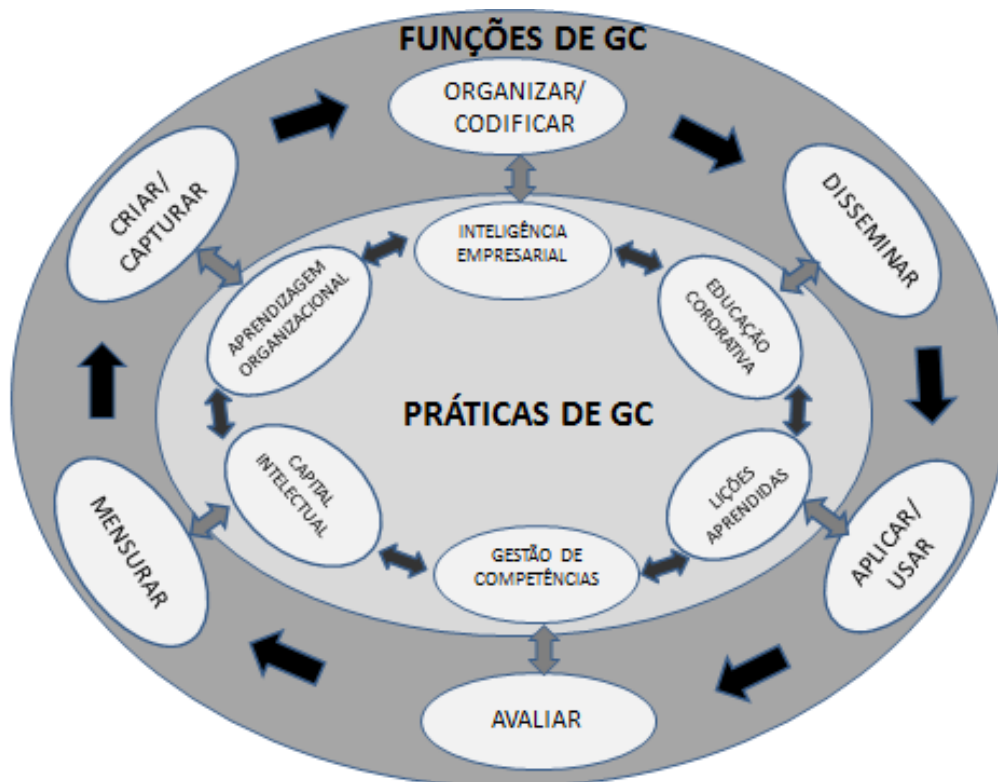 FUNÇÕES DE GC
ORGANIZAR/
CODIFICAR
CRIAR/
CAPTURAR
DISSEMINAR
INTELIGÊNCIA
EMPRESARIAL
APRENDIZAGEM
ORGANIZACIONAL
EDUCAÇÃO
CORORATIVA
PRÁTICAS DE GC
CAPITAL
INTELECTUAL
LIÇÕES
APRENDIDAS
MENSURAR
GESTÃO DE
COMPETÊNCIAS
APLICAR/
USAR
AVALIAR